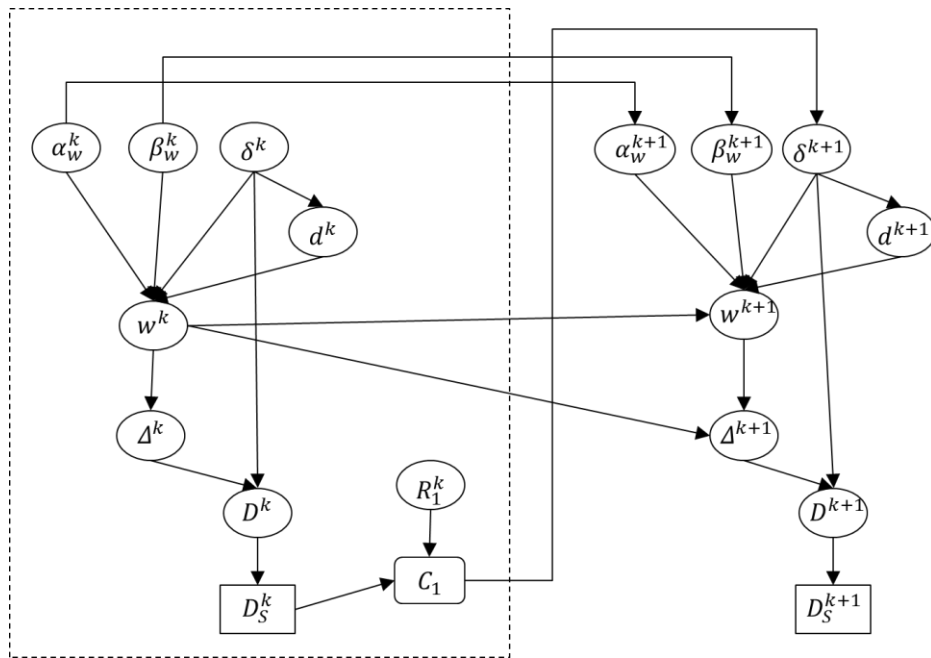 α_w^k β_w^k δ^k α_w^{k+1} β_w^{k+1} δ^{k+1}
d^k d^{k+1}
w^k w^{k+1}
Δ^k Δ^{k+1}
D^k R_1^k D^{k+1}
D_S^k C_1 D_S^{k+1}